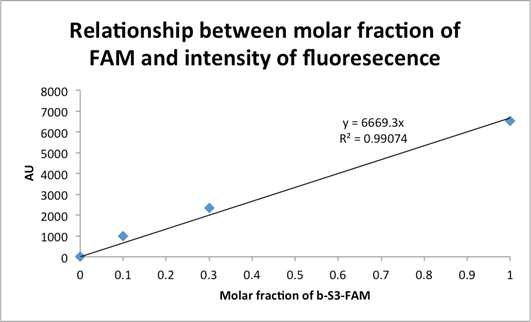 Relationship between molar fraction of
FAM and intensity of fluoresecence
8000
7000
6000
5000
4000
3000
2000
1000
0
AU
y = 6669.3x
R² = 0.99074
0 0.1 0.2 0.3 0.4 0.5 0.6 0.7 0.8 0.9 1
Molar fraction of b-S3-FAM